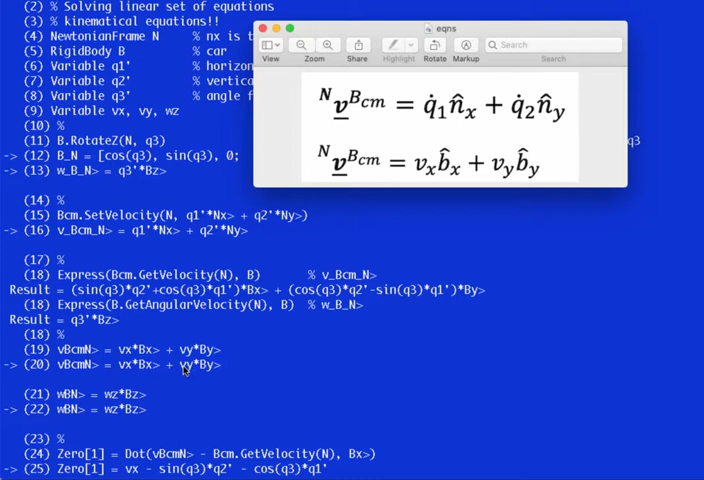 (2) % Solving linear set of equations
(3) % kinematical equations!!
(4) NewtonianFrame N % nx is t
(5) RigidBody B % car
(6) Variable q1' % horizon
(7) Variable q2' % vertica
(8) Variable q3' % angle f
(9) Variable vx, vy, wz
(10) %
(11) B.RotateZ(N, q3)
-> (12) B_N = [cos(q3), sin(q3), 0;
q3
-> (13) w_B_N> = q3'*Bz>
(14) %
(15) Bcm.SetVelocity(N, q1'*Nx> + q2'*Ny>)
-> (16) v_Bcm_N> = q1'*Nx> + q2'*Ny>
(17) %
(18) Express(Bcm.GetVelocity(N), B) % v_Bcm_N>
Result = (sin(q3)*q2'+cos(q3)*q1')*Bx> + (cos(q3)*q2'-sin(q3)*q1')*By>
(18) Express(B.GetAngularVelocity(N), B) % w_B_N>
Result = q3'*Bz>
(18) %
(19) vBcmN> = vx*Bx> + vy*By>
-> (20) vBcmN> = vx*Bx> + vy*By>
(21) wBN> = wz*Bz>
-> (22) wBN> = wz*Bz>
(23) %
(24) Zero[1] = Dot(vBcmN> - Bcm.GetVelocity(N), Bx>)
-> (25) Zero[1] = vx - sin(q3)*q2' - cos(q3)*q1'
eqns
Search
View Zoom Share Highlight Rotate Markup Search
ᴺv^{B_{cm}} = q̇₁n̂ₓ + q̇₂n̂_y
ᴺv^{B_{cm}} = vₓb̂ₓ + v_y b̂_y